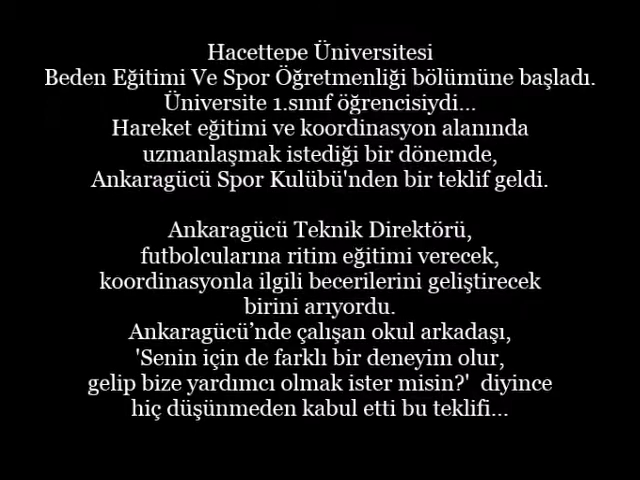 Hacettepe Üniversitesi
Beden Eğitimi Ve Spor Öğretmenliği bölümüne başladı.
Üniversite 1.sınıf öğrencisiydi...
Hareket eğitimi ve koordinasyon alanında
uzmanlaşmak istediği bir dönemde,
Ankaragücü Spor Kulübü'nden bir teklif geldi.
Ankaragücü Teknik Direktörü,
futbolcularına ritim eğitimi verecek,
koordinasyonla ilgili becerilerini geliştirecek
birini arıyordu.
Ankaragücü’nde çalışan okul arkadaşı,
'Senin için de farklı bir deneyim olur,
gelip bize yardımcı olmak ister misin?'  diyince
hiç düşünmeden kabul etti bu teklifi...